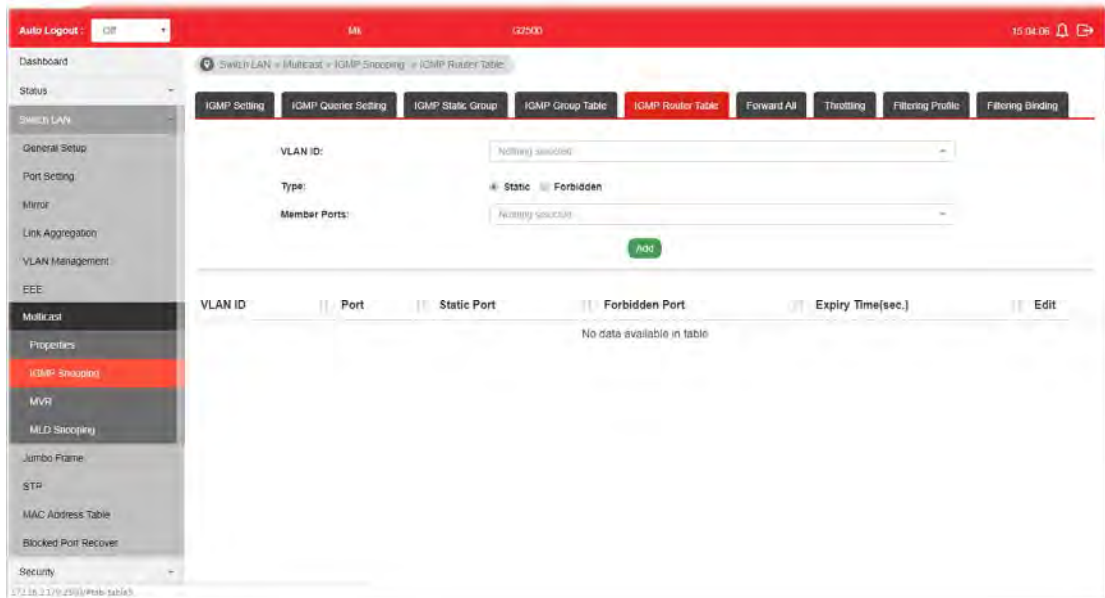 Auto Logout : Off
G2500
15:04:06
Switch LAN » Multicast » IGMP Snooping » IGMP Router Table
Dashboard
Status
Switch LAN
General Setup
Port Setting
Mirror
Link Aggregation
VLAN Management
EEE
Multicast
Properties
IGMP Snooping
MVR
MLD Snooping
Jumbo Frame
STP
MAC Address Table
Blocked Port Recover
Security
IGMP Setting
IGMP Querier Setting
IGMP Static Group
IGMP Group Table
IGMP Router Table
Forward All
Throttling
Filtering Profile
Filtering Binding
VLAN ID: Nothing selected
Type: Static Forbidden
Member Ports: Nothing selected
Add
VLAN ID Port Static Port Forbidden Port Expiry Time(sec.) Edit
No data available in table